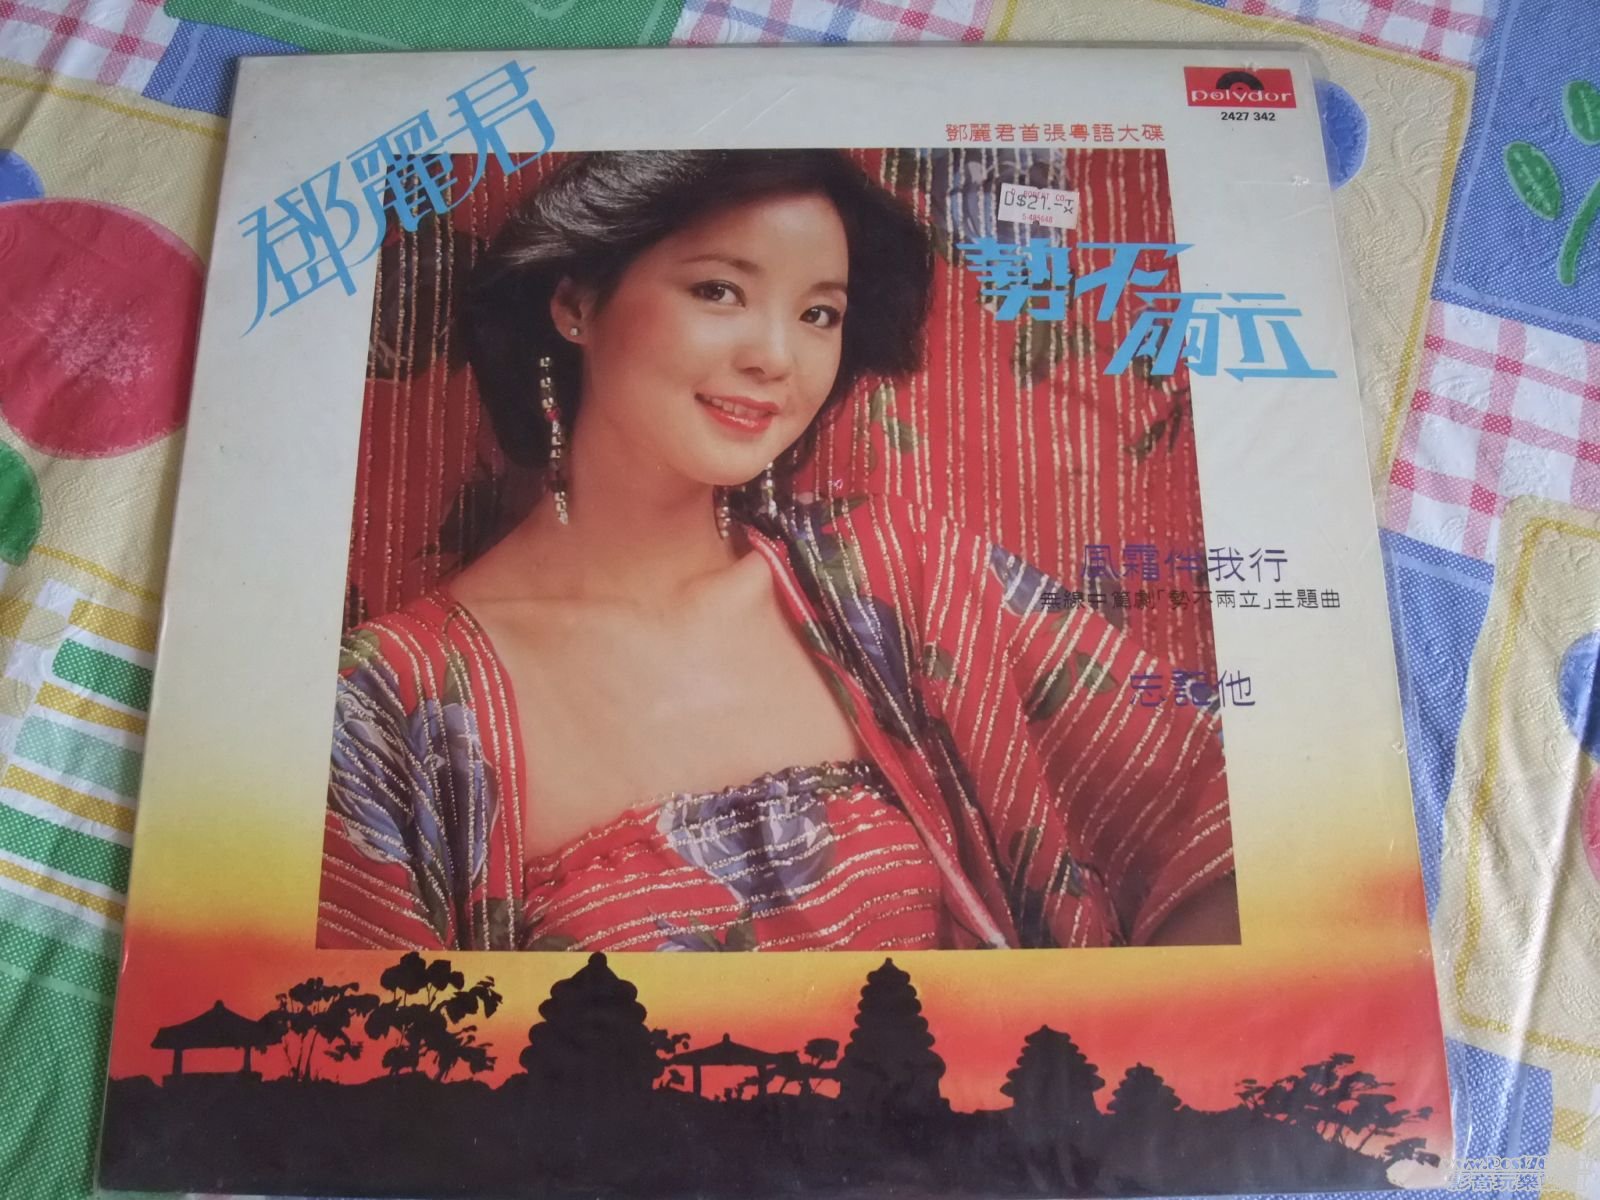 鄧麗君
polydor
2427 342
鄧麗君首張粵語大碟
D$21.-
勢不兩立
風霜伴我行
無線中篇劇「勢不兩立」主題曲
忘記他